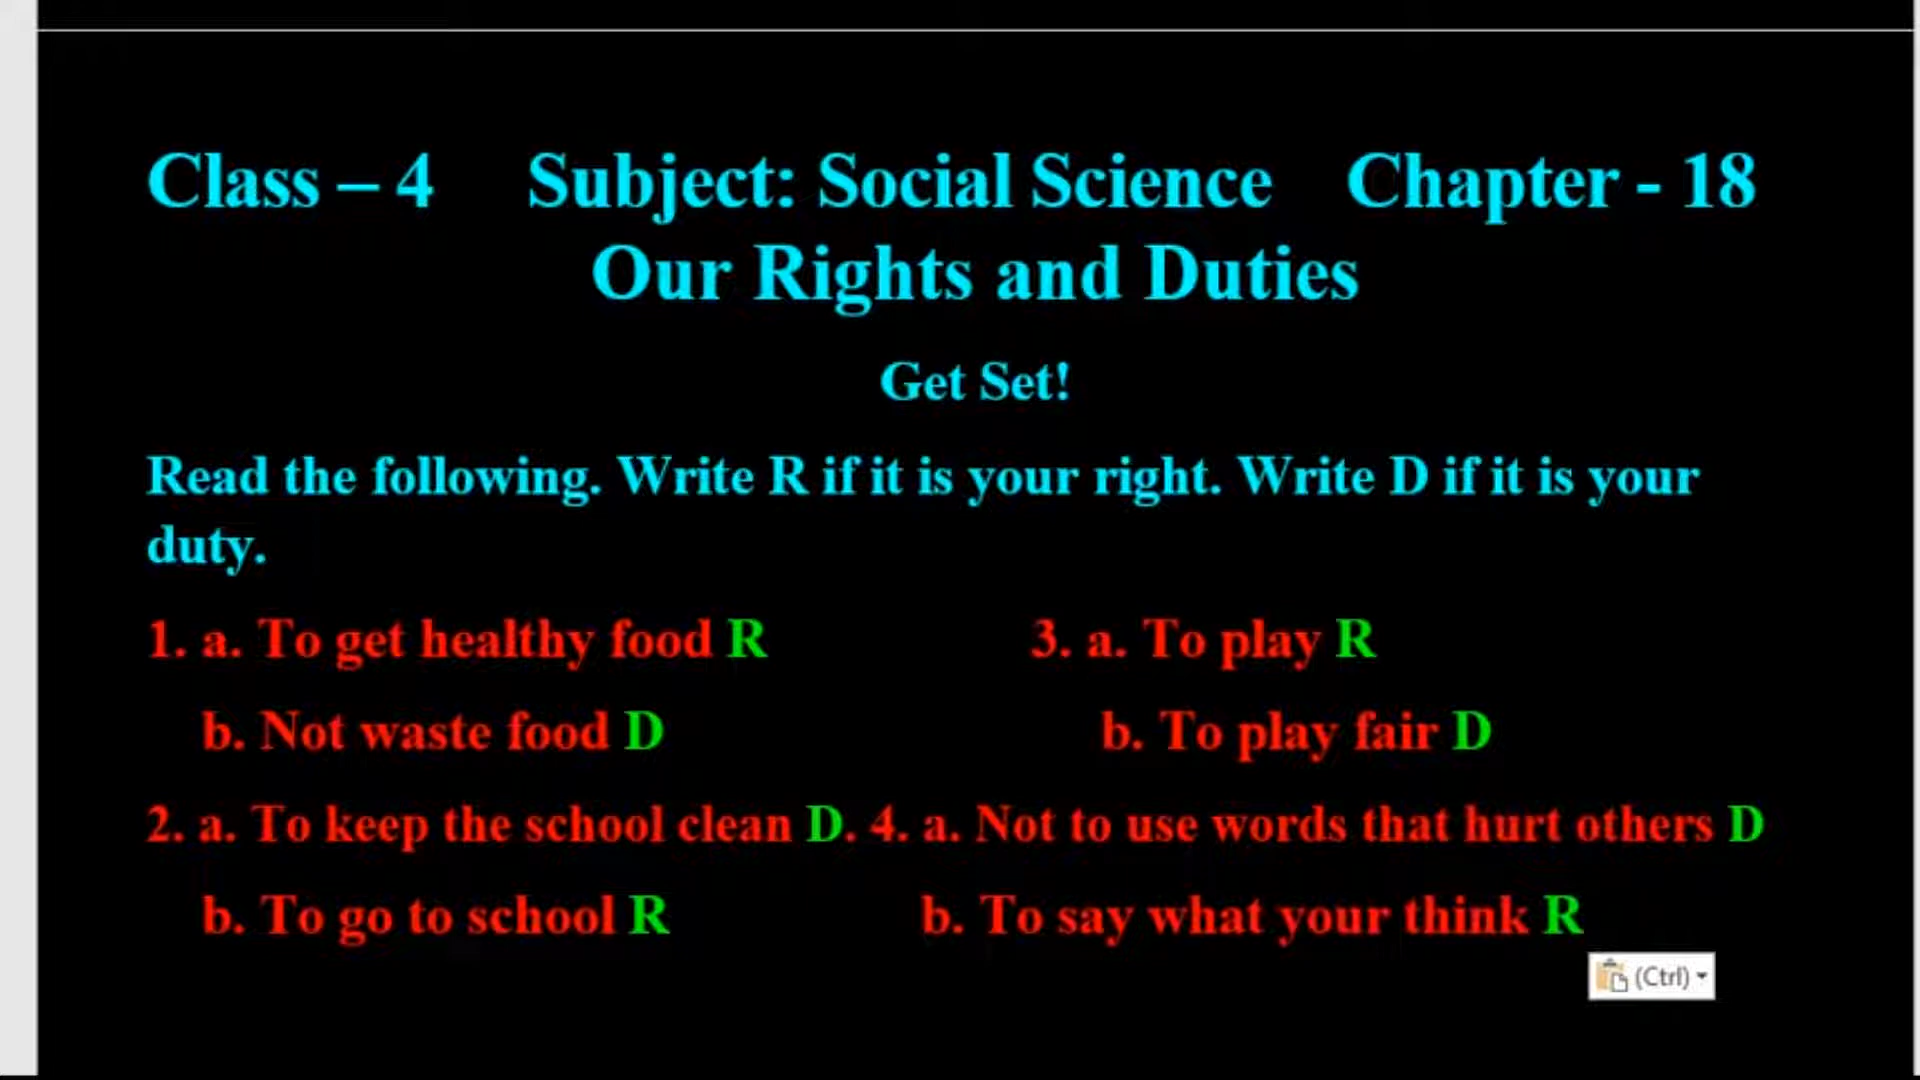 Class – 4 Subject: Social Science Chapter - 18
Our Rights and Duties
Get Set!
Read the following. Write R if it is your right. Write D if it is your
duty.
1. a. To get healthy food R 3. a. To play R
b. Not waste food D b. To play fair D
2. a. To keep the school clean D. 4. a. Not to use words that hurt others D
b. To go to school R b. To say what your think R
(Ctrl)